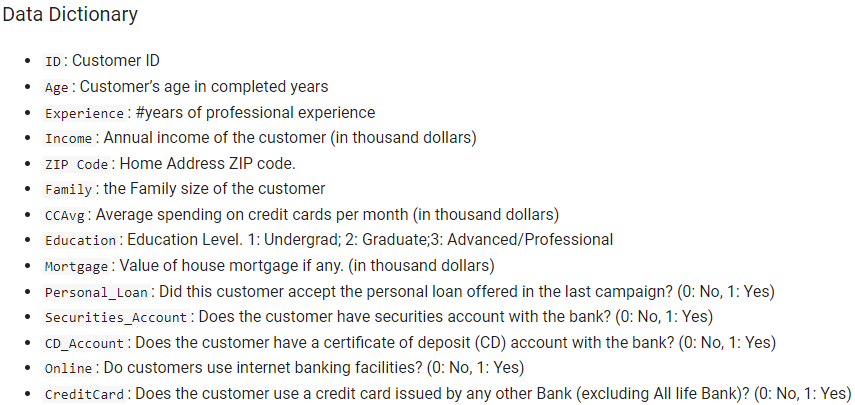 Data Dictionary
• ID: Customer ID
• Age: Customer’s age in completed years
• Experience: #years of professional experience
• Income: Annual income of the customer (in thousand dollars)
• ZIP Code: Home Address ZIP code.
• Family: the Family size of the customer
• CCAvg: Average spending on credit cards per month (in thousand dollars)
• Education: Education Level. 1: Undergrad; 2: Graduate;3: Advanced/Professional
• Mortgage: Value of house mortgage if any. (in thousand dollars)
• Personal_Loan: Did this customer accept the personal loan offered in the last campaign? (0: No, 1: Yes)
• Securities_Account: Does the customer have securities account with the bank? (0: No, 1: Yes)
• CD_Account: Does the customer have a certificate of deposit (CD) account with the bank? (0: No, 1: Yes)
• Online: Do customers use internet banking facilities? (0: No, 1: Yes)
• CreditCard: Does the customer use a credit card issued by any other Bank (excluding All life Bank)? (0: No, 1: Yes)